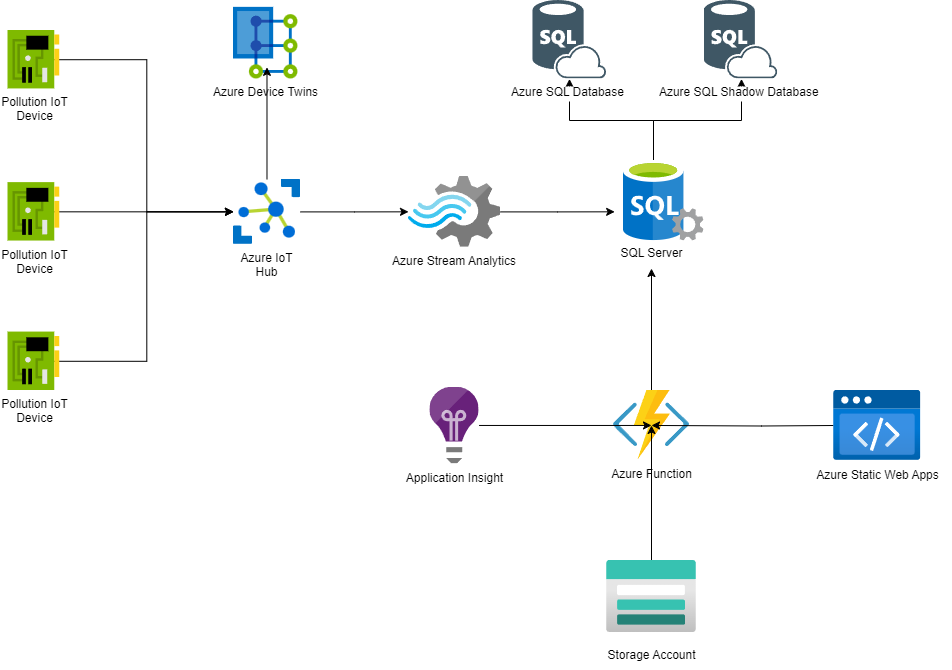 SQL
SQL
Azure Device Twins
Azure SQL Database
Azure SQL Shadow Database
Pollution IoT
Device
SQL
Pollution IoT
Device
Azure IoT
Hub
Azure Stream Analytics
SQL Server
Pollution IoT
Device
Application Insight
Azure Function
Azure Static Web Apps
Storage Account